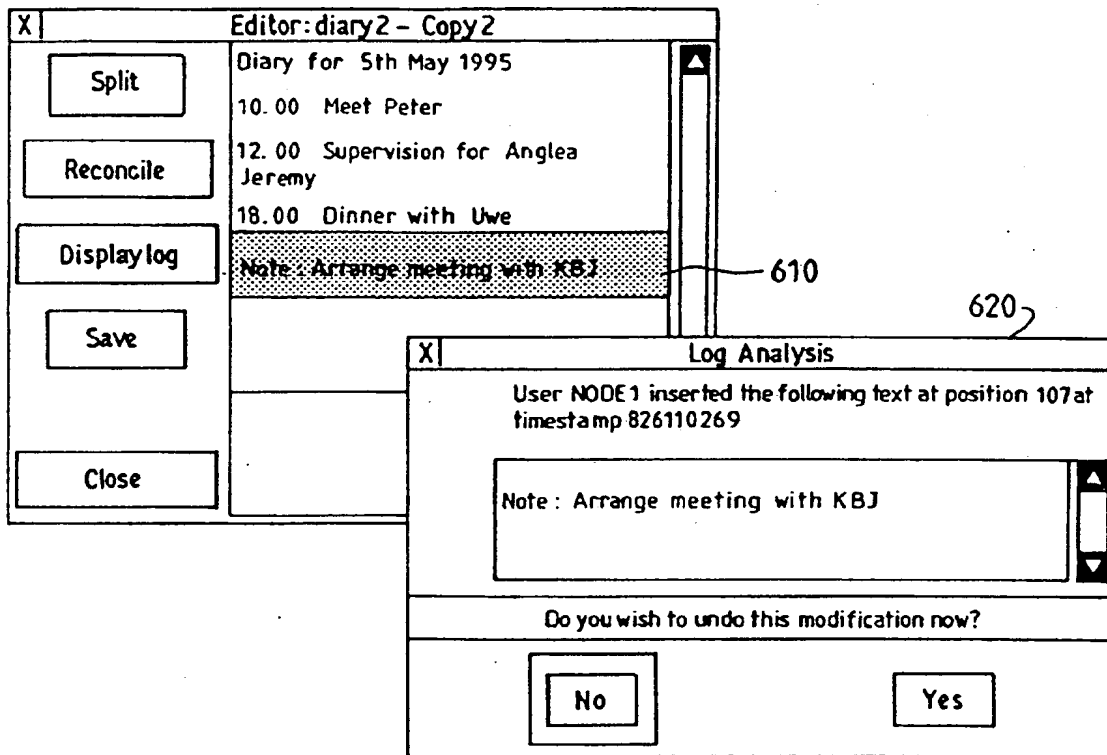 X
Editor:diary2 – Copy2
Split
Reconcile
Display log
Save
Close
Diary for 5th May 1995
10.00 Meet Peter
12.00 Supervision for Anglea
Jeremy
18.00 Dinner with Uwe
Note : Arrange meeting with KBJ
610
620
X
Log Analysis
User NODE1 inserted the following text at position 107 at
timestamp 826110269
Note : Arrange meeting with KBJ
Do you wish to undo this modification now?
No
Yes